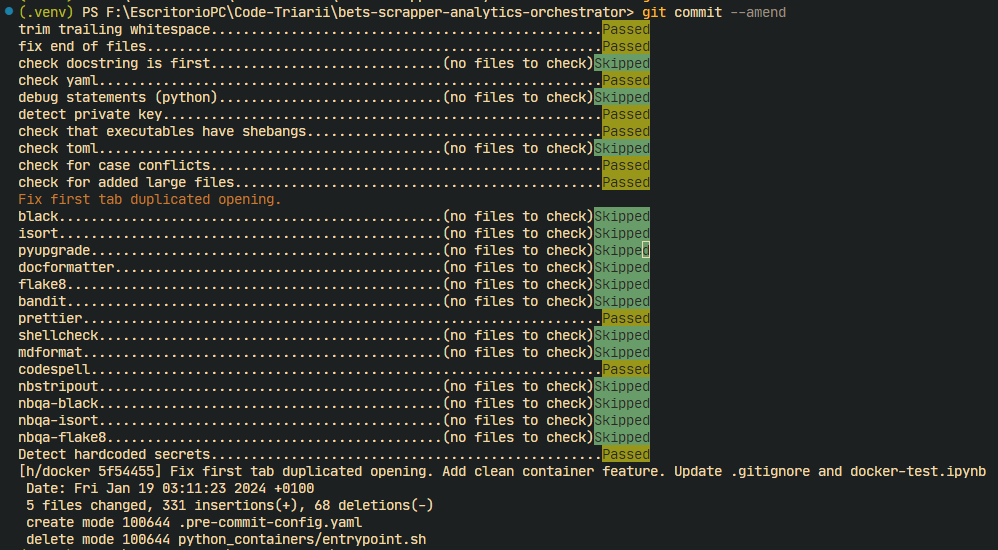 (.venv) PS F:\EscritorioPC\Code-Triarii\bets-scrapper-analytics-orchestrator> git commit --amend
trim trailing whitespace.................................................Passed
fix end of files.........................................................Passed
check docstring is first.............................(no files to check)Skipped
check yaml...............................................................Passed
debug statements (python)............................(no files to check)Skipped
detect private key.......................................................Passed
check that executables have shebangs.....................................Passed
check toml...........................................(no files to check)Skipped
check for case conflicts.................................................Passed
check for added large files..............................................Passed
Fix first tab duplicated opening.
black................................................(no files to check)Skipped
isort................................................(no files to check)Skipped
pyupgrade............................................(no files to check)Skipped
docformatter.........................................(no files to check)Skipped
flake8...............................................(no files to check)Skipped
bandit...............................................(no files to check)Skipped
prettier.................................................................Passed
shellcheck...........................................(no files to check)Skipped
mdformat.............................................(no files to check)Skipped
codespell................................................................Passed
nbstripout...........................................(no files to check)Skipped
nbqa-black...........................................(no files to check)Skipped
nbqa-isort...........................................(no files to check)Skipped
nbqa-flake8..........................................(no files to check)Skipped
Detect hardcoded secrets.................................................Passed
[h/docker 5f54455] Fix first tab duplicated opening. Add clean container feature. Update .gitignore and docker-test.ipynb
Date: Fri Jan 19 03:11:23 2024 +0100
5 files changed, 331 insertions(+), 68 deletions(-)
create mode 100644 .pre-commit-config.yaml
delete mode 100644 python_containers/entrypoint.sh